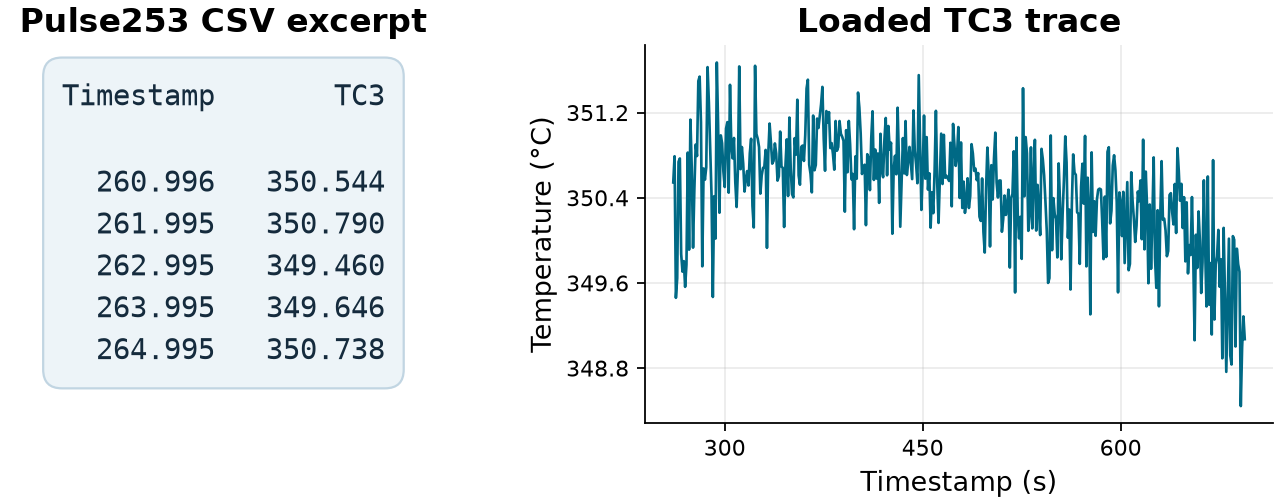 Pulse253 CSV excerpt
Timestamp TC3
260.996 350.544
261.995 350.790
262.995 349.460
263.995 349.646
264.995 350.738
Loaded TC3 trace
Temperature (°C)
351.2
350.4
349.6
348.8
300 450 600
Timestamp (s)